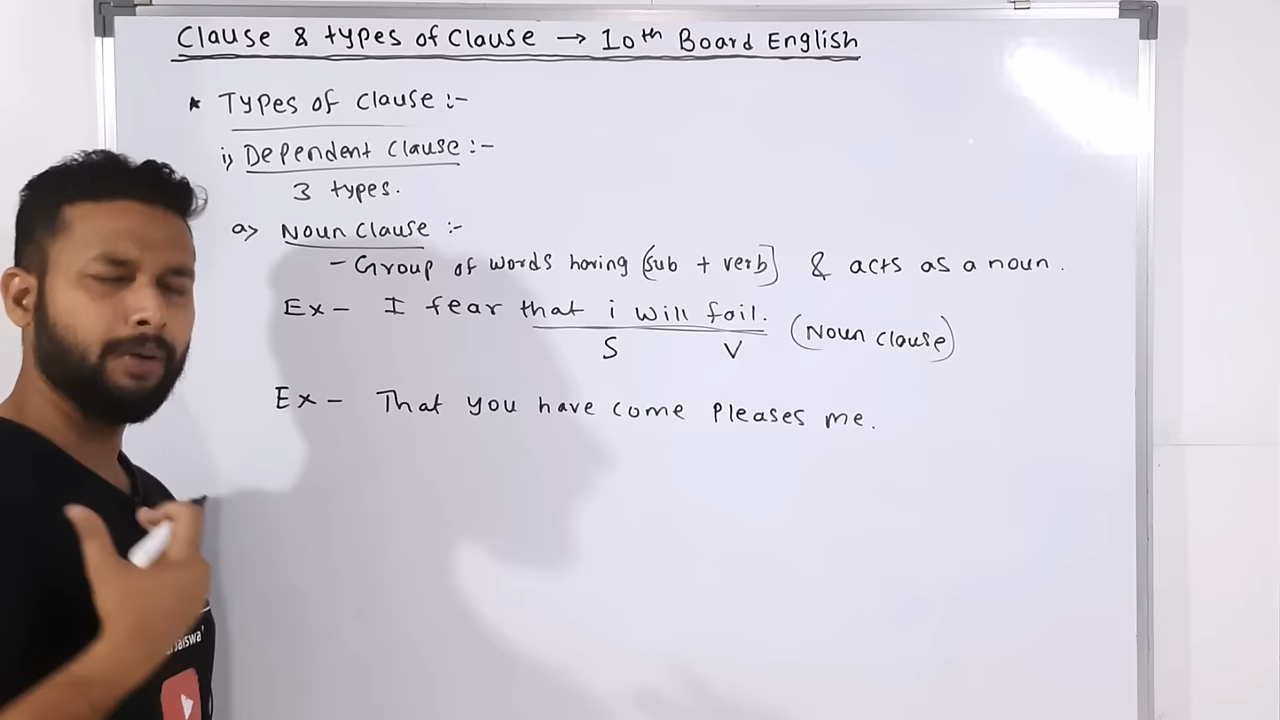 Clause & types of Clause → 10th Board English
* Types of Clause :-
i) Dependent Clause :-
3 types.
a) Noun Clause :-
- Group of words having (sub + verb) & acts as a noun.
Ex - I fear that i will fail.
(Noun Clause)
S V
Ex - That you have come Pleases me.